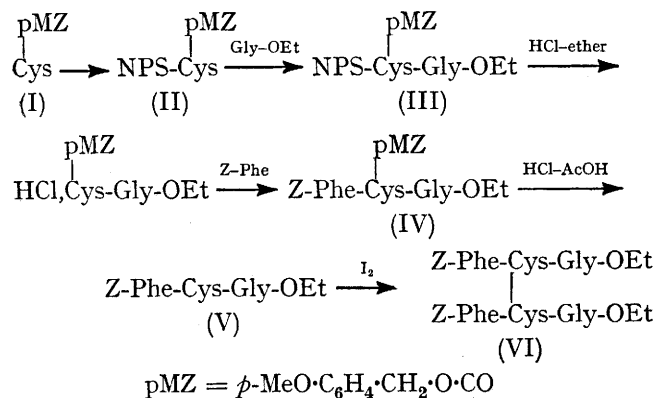 pMZ pMZ pMZ
Cys → NPS-Cys Gly-OEt → NPS-Cys-Gly-OEt HCl-ether →
(I) (II) (III)
pMZ pMZ
HCl,Cys-Gly-OEt Z-Phe → Z-Phe-Cys-Gly-OEt HCl-AcOH →
(IV)
Z-Phe-Cys-Gly-OEt I₂ → Z-Phe-Cys-Gly-OEt
Z-Phe-Cys-Gly-OEt
(V) (VI)
pMZ = p-MeO·C₆H₄·CH₂·O·CO